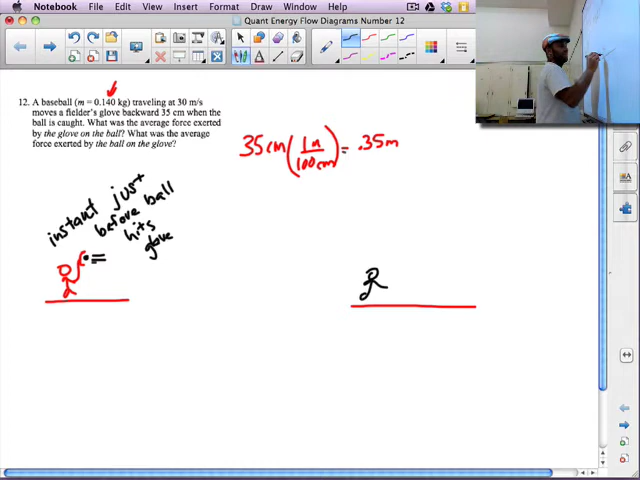 Notebook File Edit View Insert Format Draw Window Help
Quant Energy Flow Diagrams Number 12
12. A baseball (m = 0.140 kg) traveling at 30 m/s
moves a fielder's glove backward 35 cm when the
ball is caught. What was the average force exerted
by the glove on the ball? What was the average
force exerted by the ball on the glove?
35cm(1m/100cm)= .35m
instant just
before ball
hits
glove